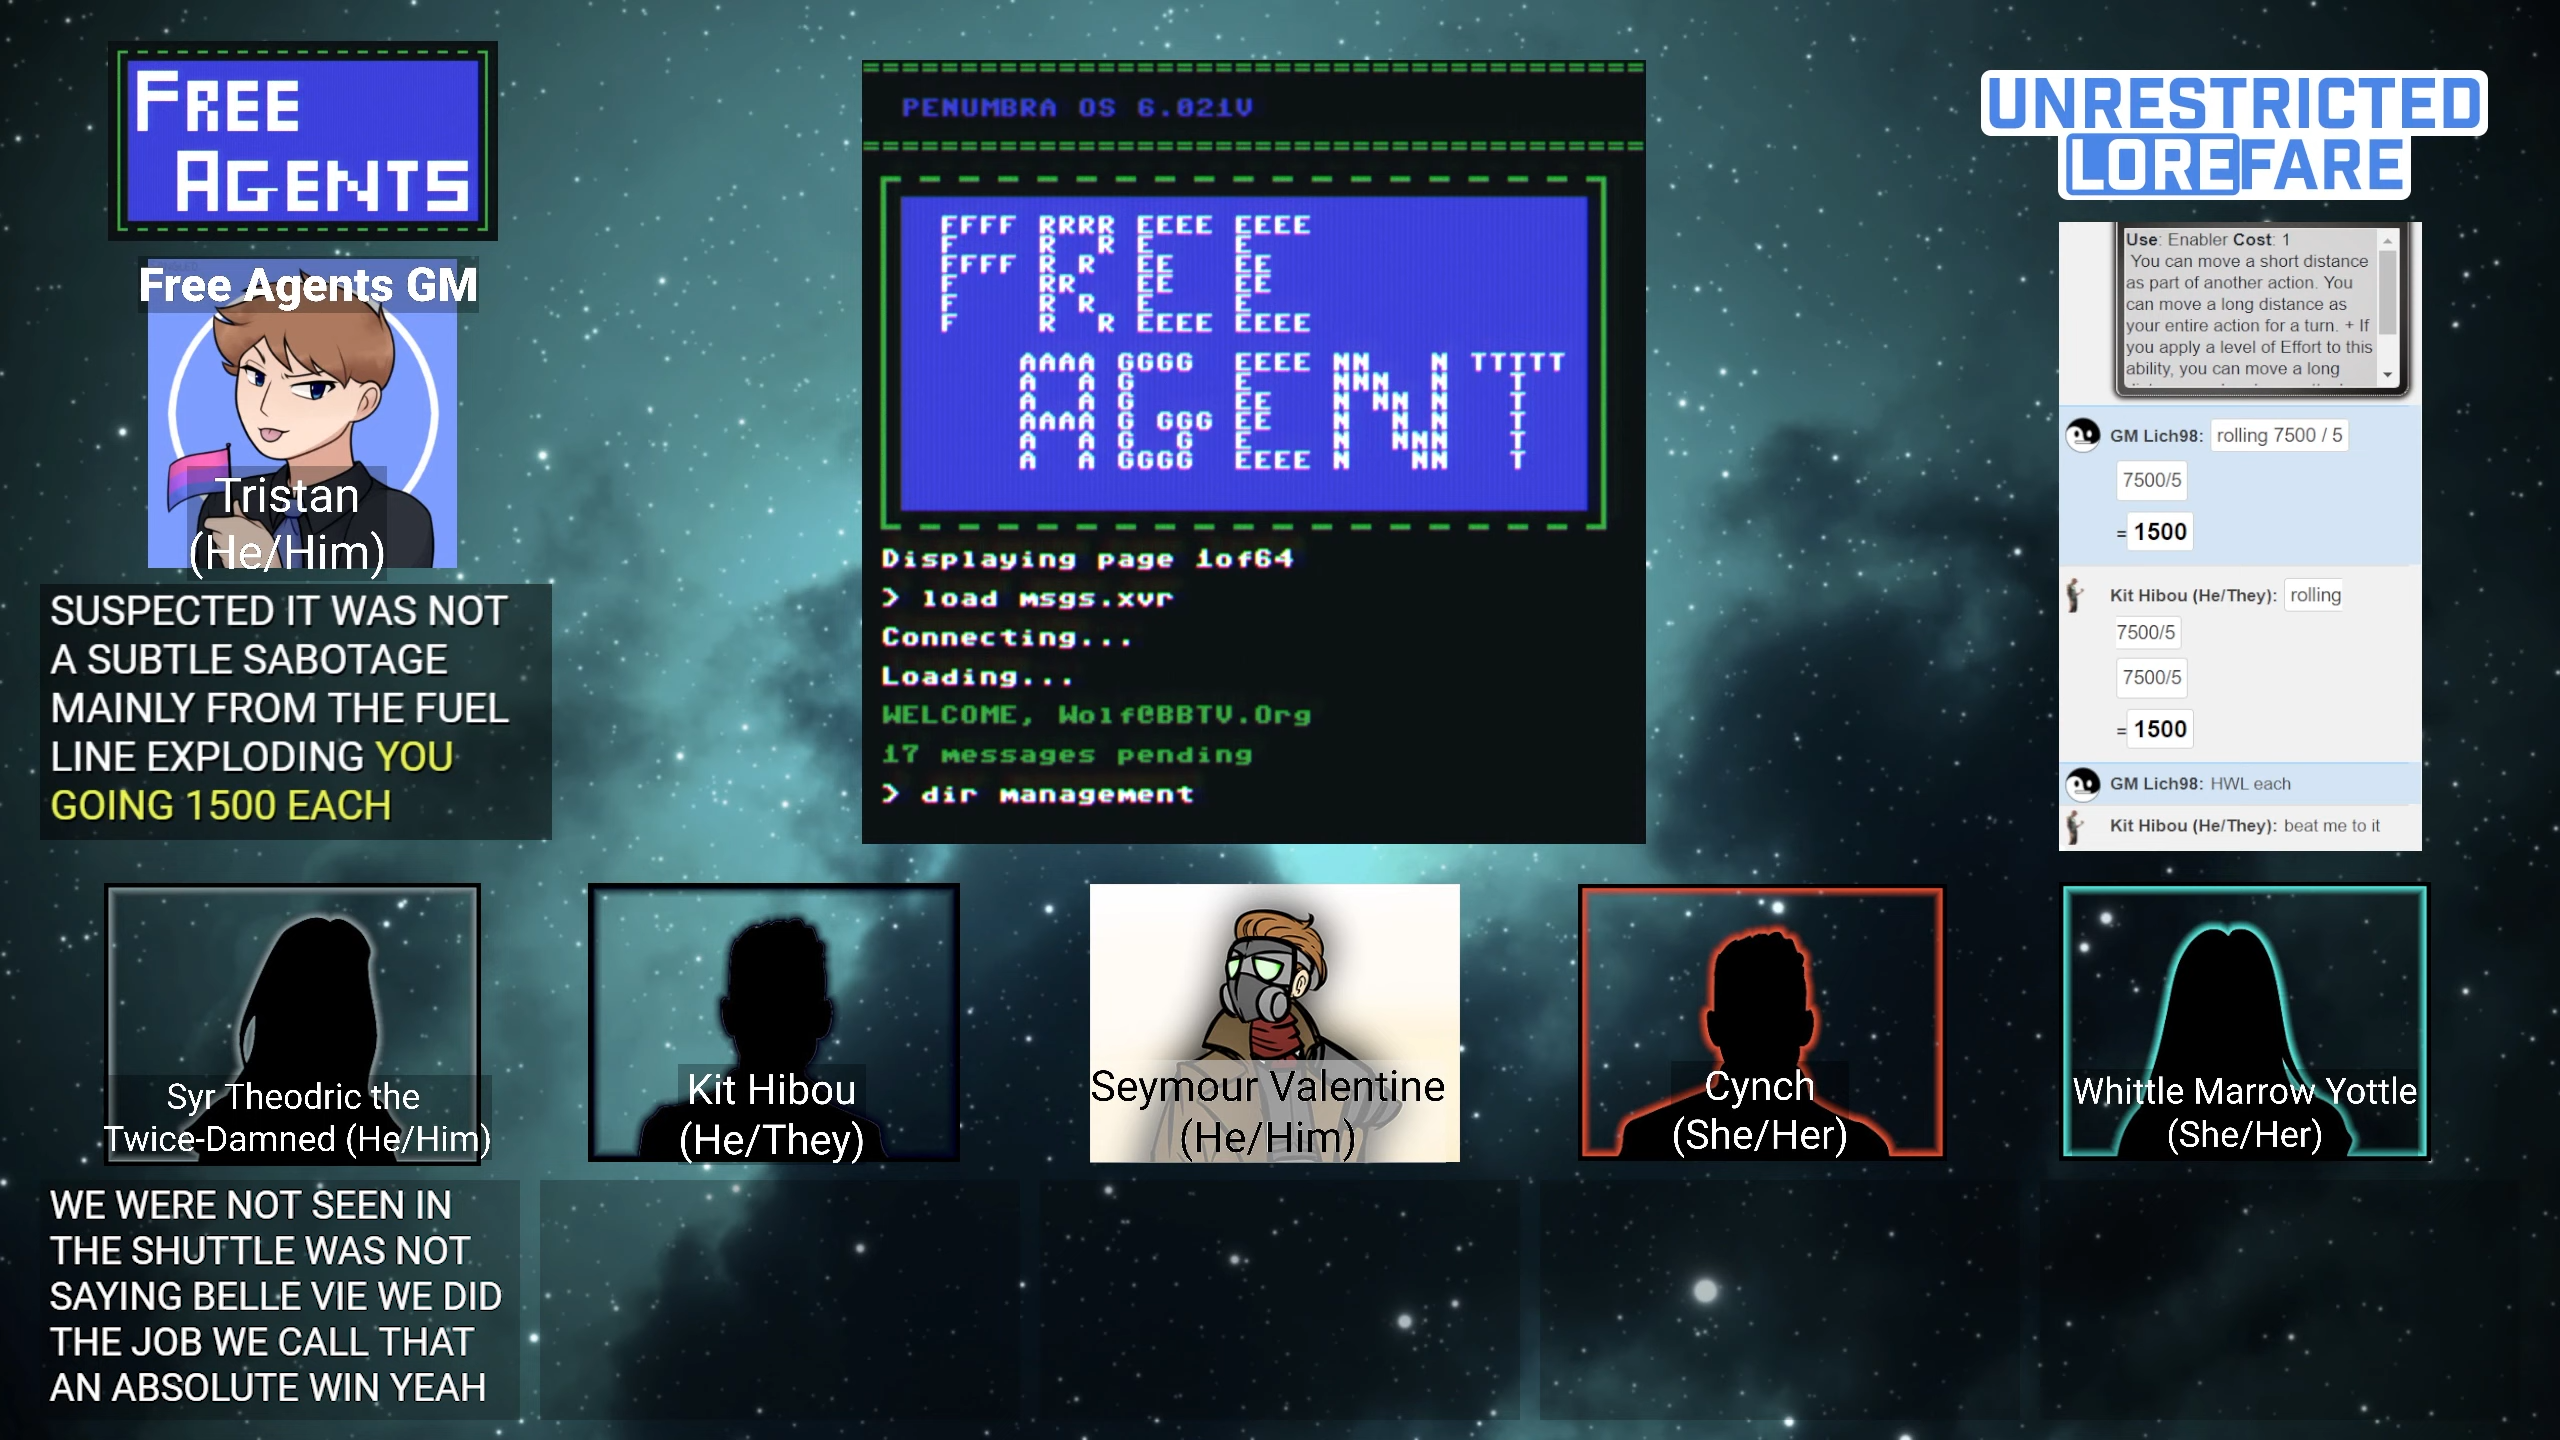 FREE
AGENTS
Free Agents GM
Tristan
(He/Him)
SUSPECTED IT WAS NOT
A SUBTLE SABOTAGE
MAINLY FROM THE FUEL
LINE EXPLODING YOU
GOING 1500 EACH
PENUMBRA OS 6.021V
FREE
AGENT
Displaying page 1of64
> load msgs.xvr
Connecting...
Loading...
WELCOME, Wolf@BBTV.Org
17 messages pending
> dir management
UNRESTRICTED
LOREFARE
Use: Enabler Cost: 1
You can move a short distance
as part of another action. You
can move a long distance as
your entire action for a turn. + If
you apply a level of Effort to this
ability, you can move a long
GM Lich98: rolling 7500 / 5
7500/5
= 1500
Kit Hibou (He/They): rolling
7500/5
7500/5
= 1500
GM Lich98: HWL each
Kit Hibou (He/They): beat me to it
Syr Theodric the
Twice-Damned (He/Him)
Kit Hibou
(He/They)
Seymour Valentine
(He/Him)
Cynch
(She/Her)
Whittle Marrow Yottle
(She/Her)
WE WERE NOT SEEN IN
THE SHUTTLE WAS NOT
SAYING BELLE VIE WE DID
THE JOB WE CALL THAT
AN ABSOLUTE WIN YEAH